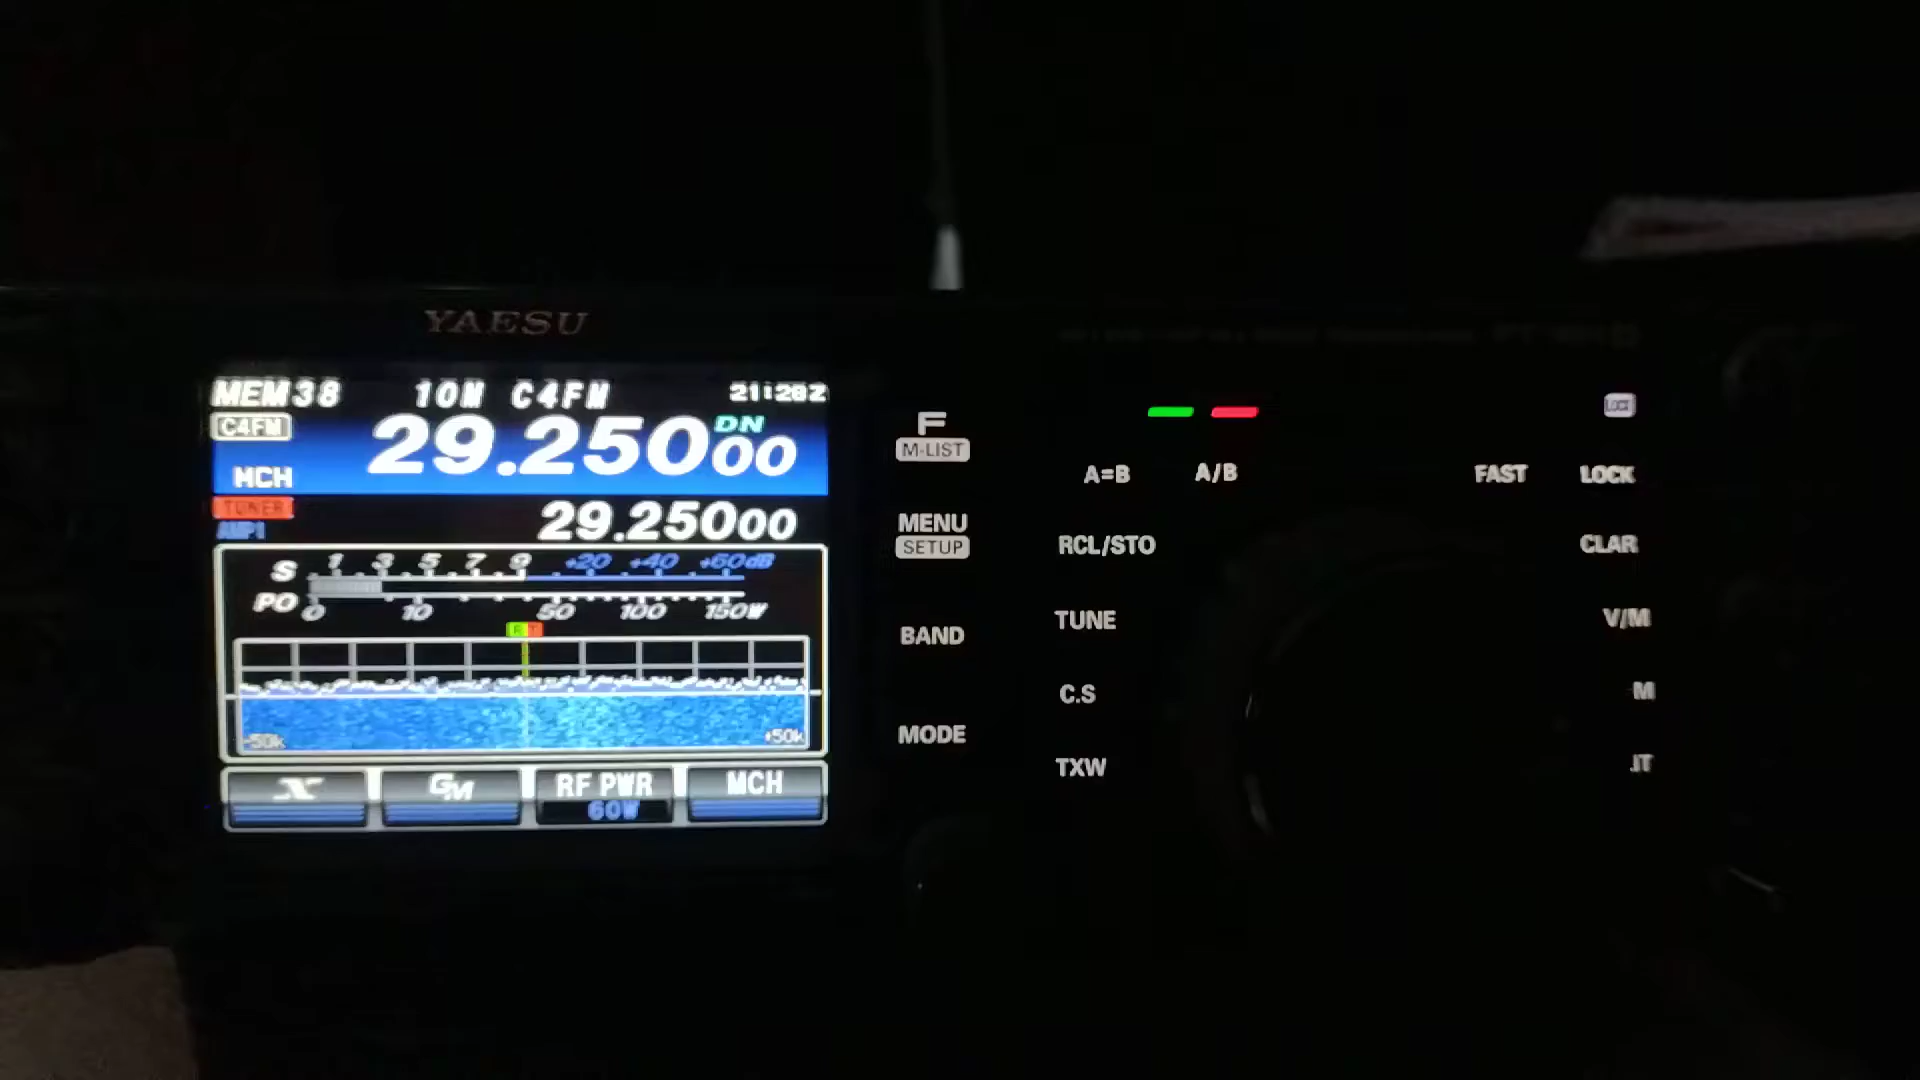 YAESU
MEM38 10M C4FM 21:28Z
C4FM 29.25000 DN
MCH
TUNER
AMP1 29.25000
S 1 3 5 7 9 +20 +40 +60dB
PO 0 10 50 100 150W
R T
-50k +50k
X GM RF PWR MCH
60W
F
M-LIST
MENU
SETUP
BAND
MODE
A=B A/B
RCL/STO
TUNE
C.S
TXW
LOCK
FAST LOCK
CLAR
V/M
M